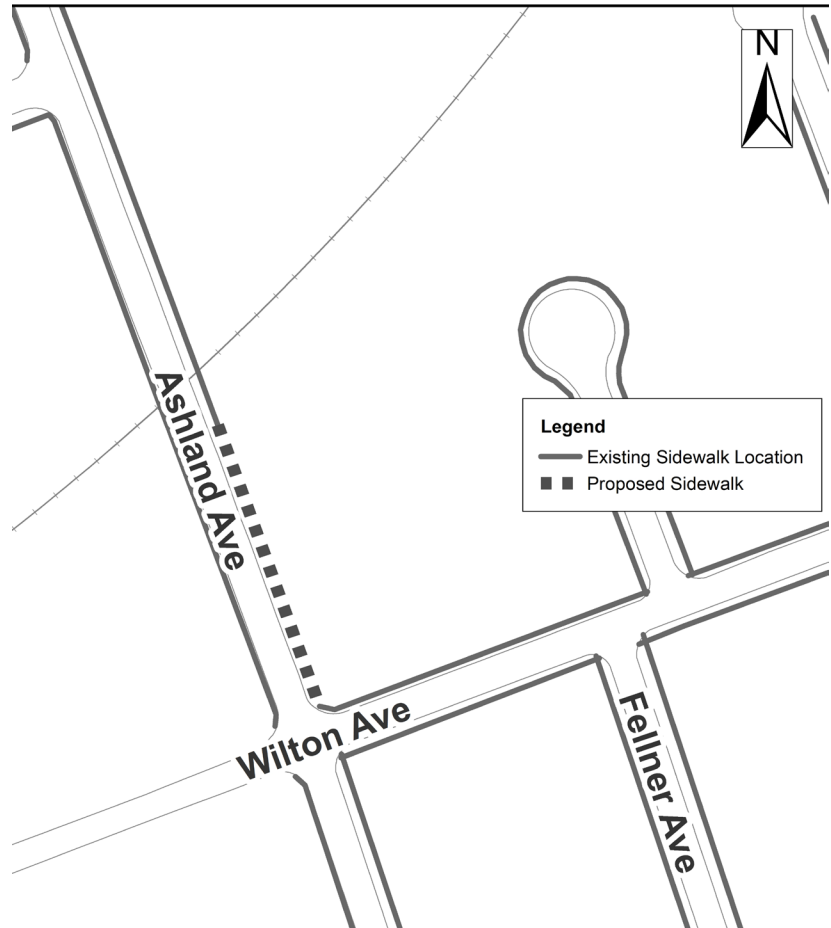 N
Ashland Ave
Legend
Existing Sidewalk Location
Proposed Sidewalk
Wilton Ave
Fellner Ave